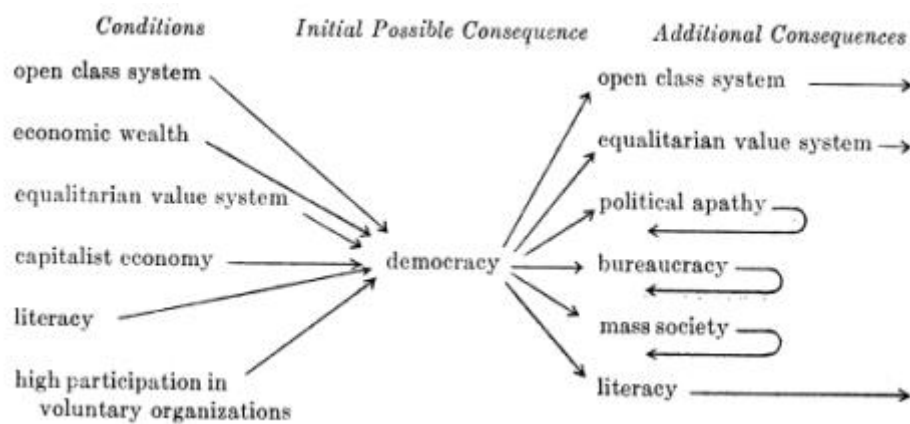 Conditions
Initial Possible Consequence
Additional Consequences
open class system
economic wealth
equalitarian value system
capitalist economy
literacy
high participation in
voluntary organizations
democracy
open class system
equalitarian value system
political apathy
bureaucracy
mass society
literacy